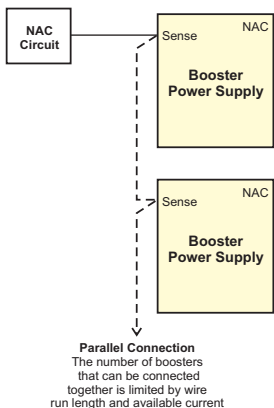 NAC
Circuit
NAC
Sense
Booster
Power Supply
NAC
Sense
Booster
Power Supply
Parallel Connection
The number of boosters
that can be connected
together is limited by wire
run length and available current